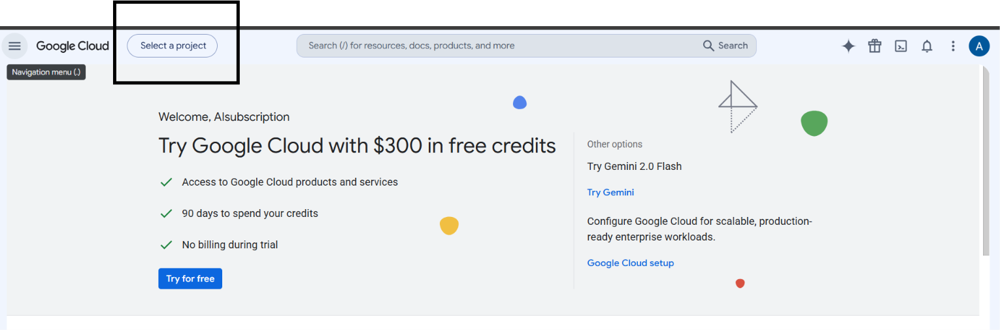 Google Cloud
Select a project
Search (/) for resources, docs, products, and more
Search
A
Navigation menu (.)
Welcome, AIsubscription
Try Google Cloud with $300 in free credits
Access to Google Cloud products and services
90 days to spend your credits
No billing during trial
Try for free
Other options
Try Gemini 2.0 Flash
Try Gemini
Configure Google Cloud for scalable, production-
ready enterprise workloads.
Google Cloud setup